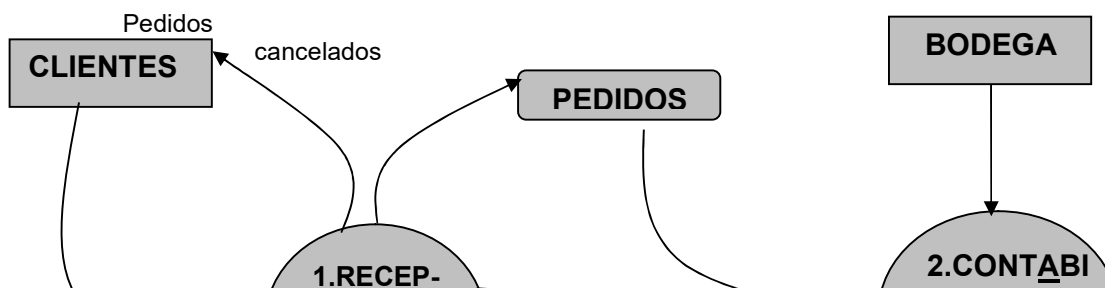 Pedidos
cancelados
CLIENTES
PEDIDOS
BODEGA
1.RECEP-
2.CONTABI